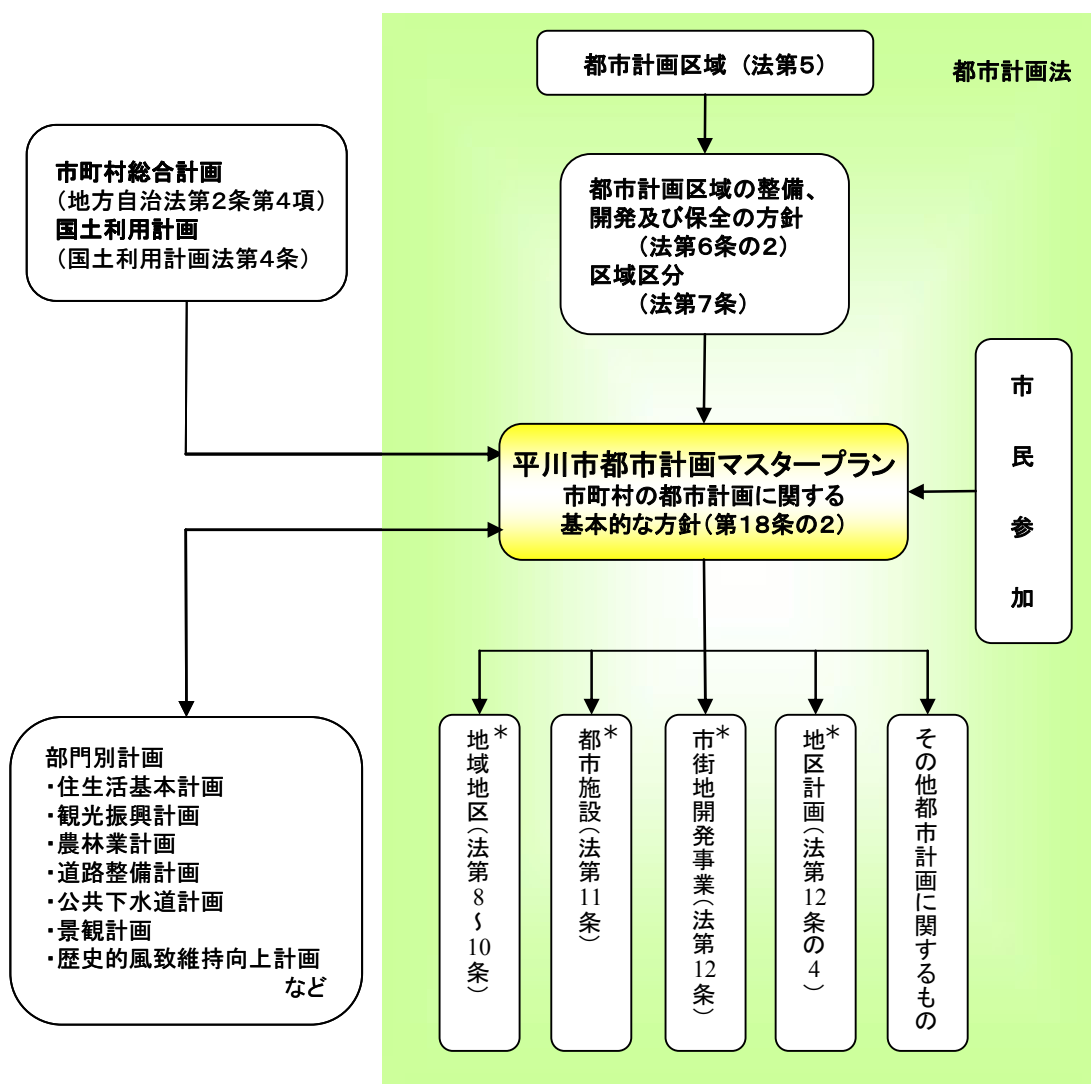 都市計画区域 (法第5)
都市計画法
市町村総合計画
(地方自治法第2条第4項)
国土利用計画
(国土利用計画法第4条)
都市計画区域の整備、
開発及び保全の方針
(法第6条の2)
区域区分
(法第7条)
市民参加
平川市都市計画マスタープラン
市町村の都市計画に関する
基本的な方針(第18条の2)
部門別計画
・住生活基本計画
・観光振興計画
・農林業計画
・道路整備計画
・公共下水道計画
・景観計画
・歴史的風致維持向上計画
など
地域地区(法第8~10条)*
都市施設(法第11条)*
市街地開発事業(法第12条)*
地区計画(法第12条の4)*
その他都市計画に関するもの